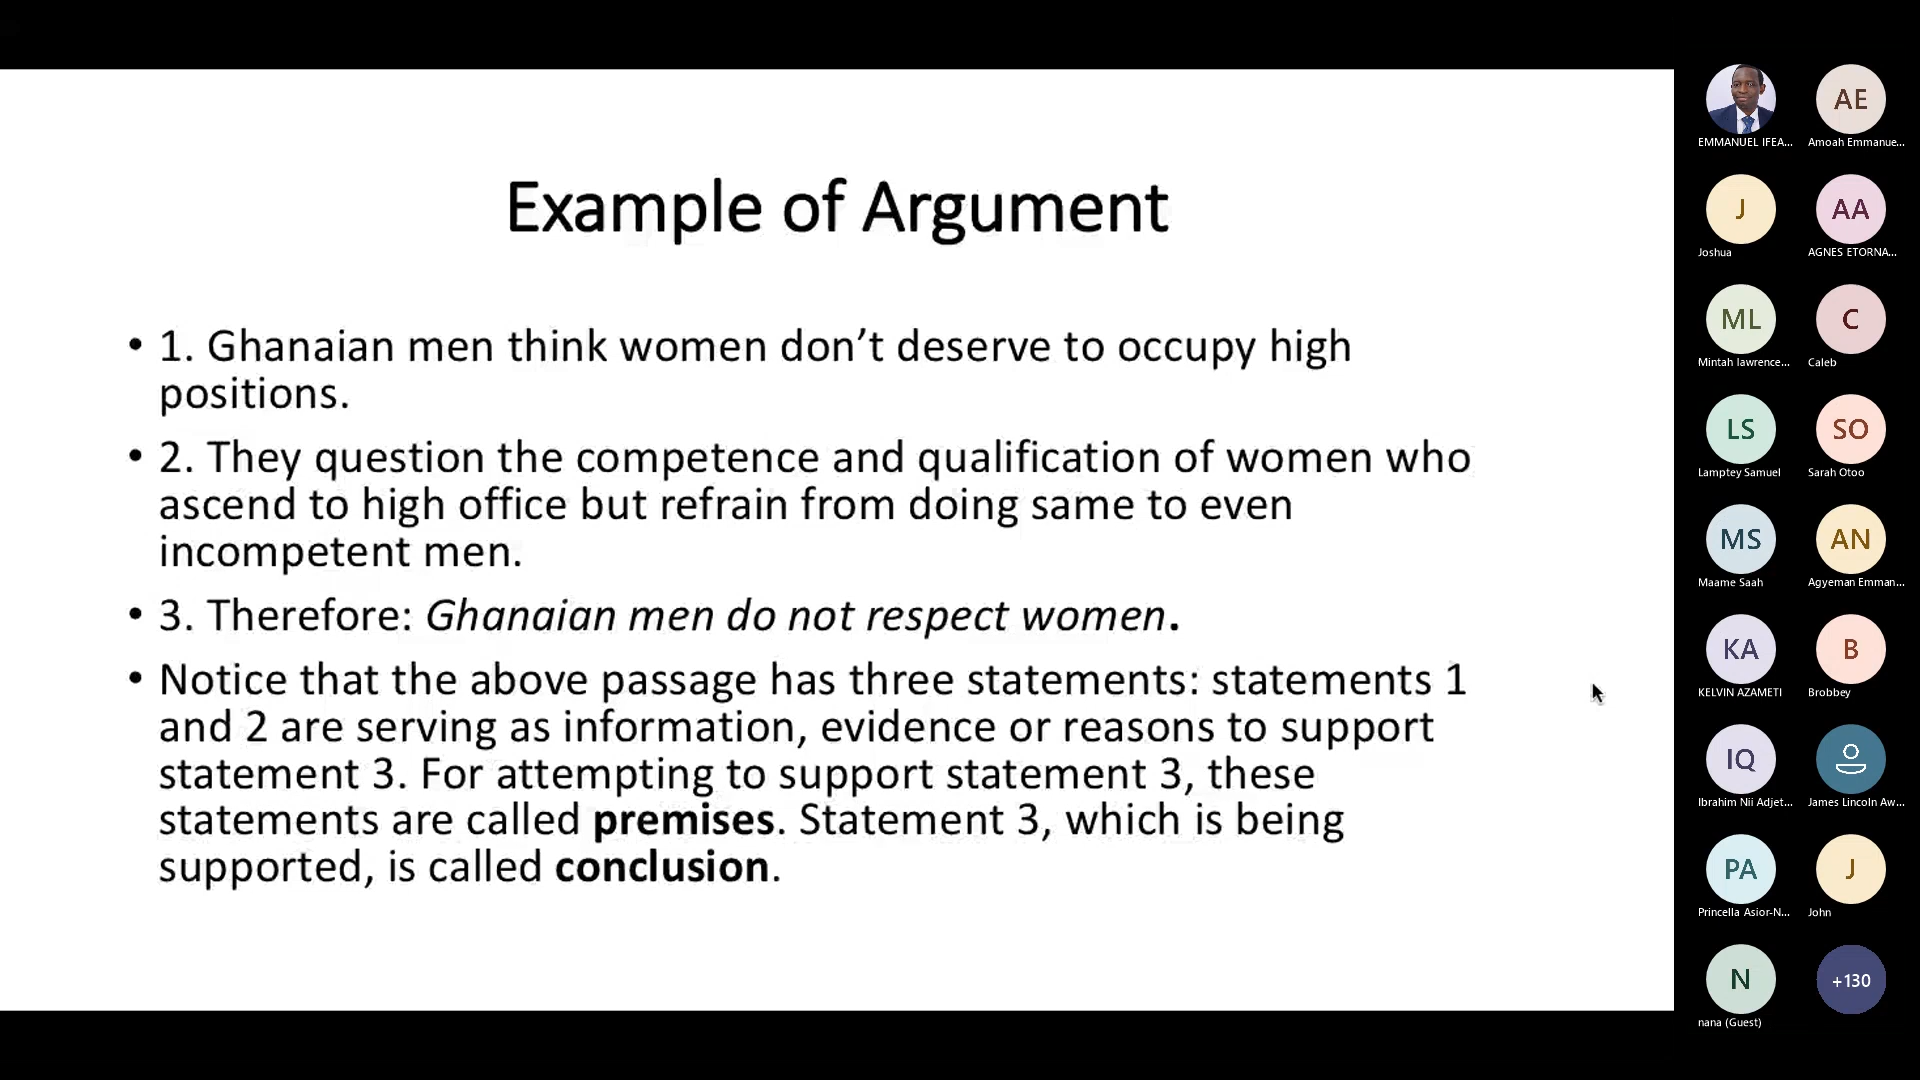 Example of Argument
• 1. Ghanaian men think women don’t deserve to occupy high
positions.
• 2. They question the competence and qualification of women who
ascend to high office but refrain from doing same to even
incompetent men.
• 3. Therefore: Ghanaian men do not respect women.
• Notice that the above passage has three statements: statements 1
and 2 are serving as information, evidence or reasons to support
statement 3. For attempting to support statement 3, these
statements are called premises. Statement 3, which is being
supported, is called conclusion.
AE
EMMANUEL IFEA... Amoah Emmanue...
J AA
Joshua AGNES ETORNA...
ML C
Mintah lawrence... Caleb
LS SO
Lamptey Samuel Sarah Otoo
MS AN
Maame Saah Agyeman Emman...
KA B
KELVIN AZAMETI Brobbey
IQ
Ibrahim Nii Adjet... James Lincoln Aw...
PA J
Princella Asior-N... John
N +130
nana (Guest)